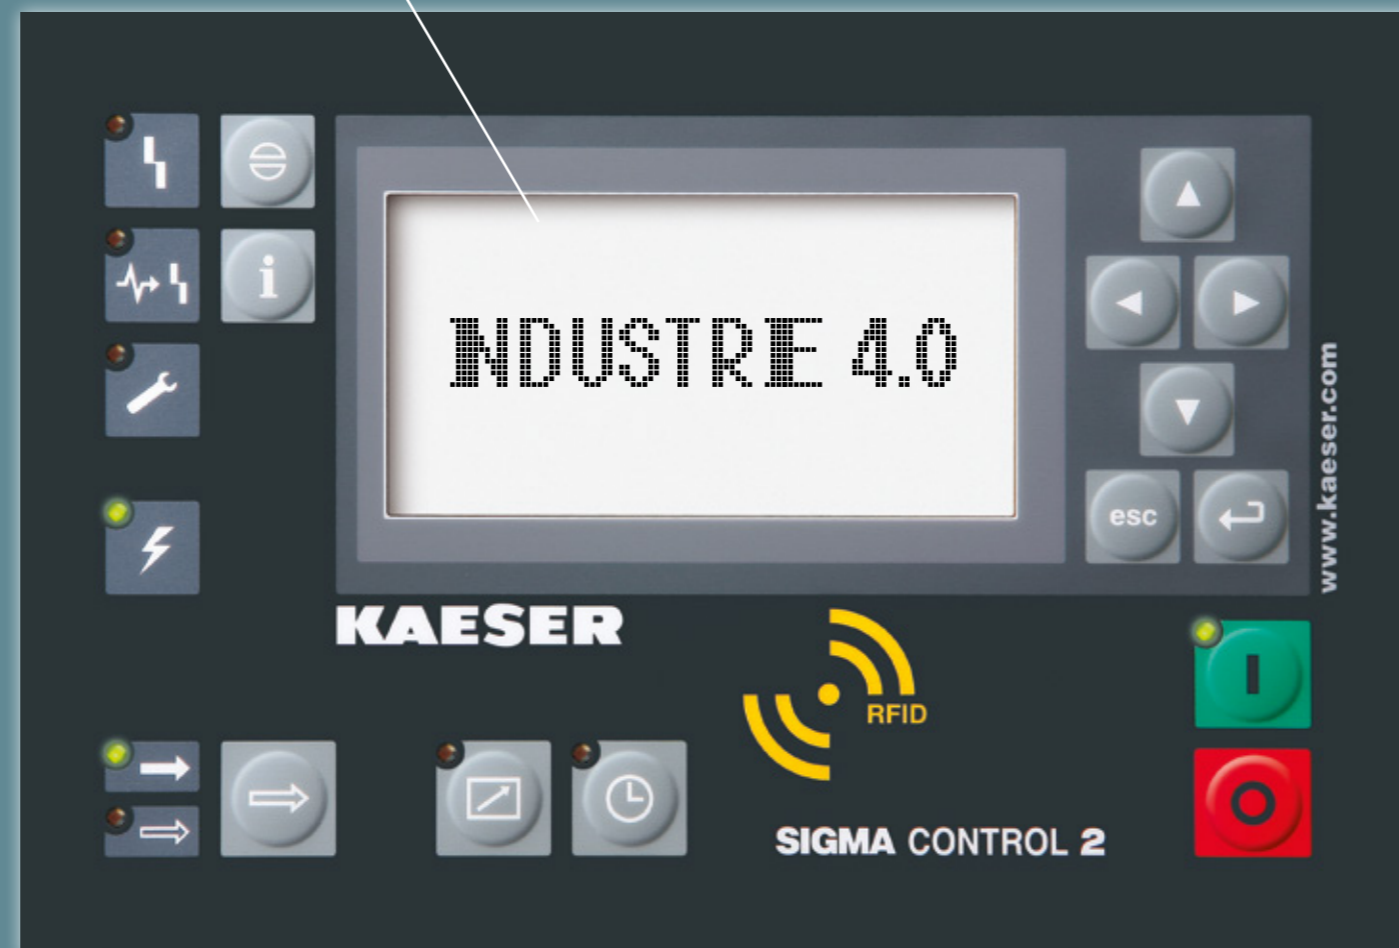 INDUSTRIE 4.0
esc
www.kaeser.com
KAESER
RFID
SIGMA CONTROL 2